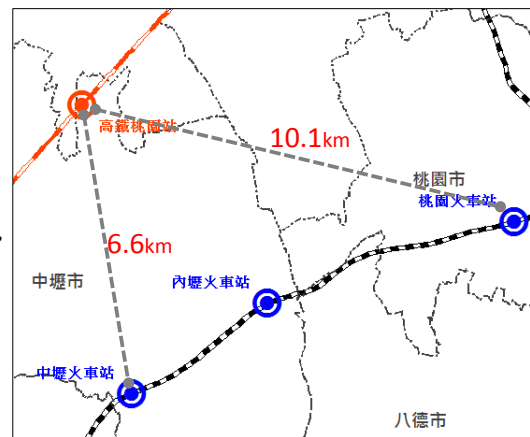 高鐵桃園站
10.1km
桃園市
桃園火車站
6.6km
中壢市
內壢火車站
中壢火車站
八德市